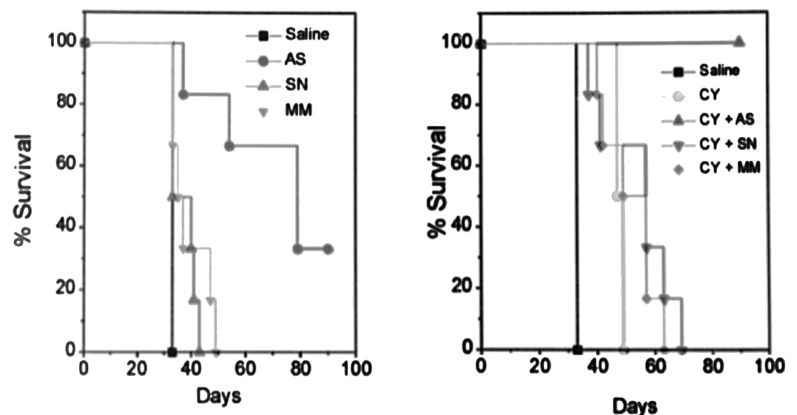 % Survival
100
80
60
40
20
0
0 20 40 60 80 100
Days
Saline
AS
SN
MM
% Survival
100
80
60
40
20
0
0 20 40 60 80 100
Days
Saline
CY
CY + AS
CY + SN
CY + MM